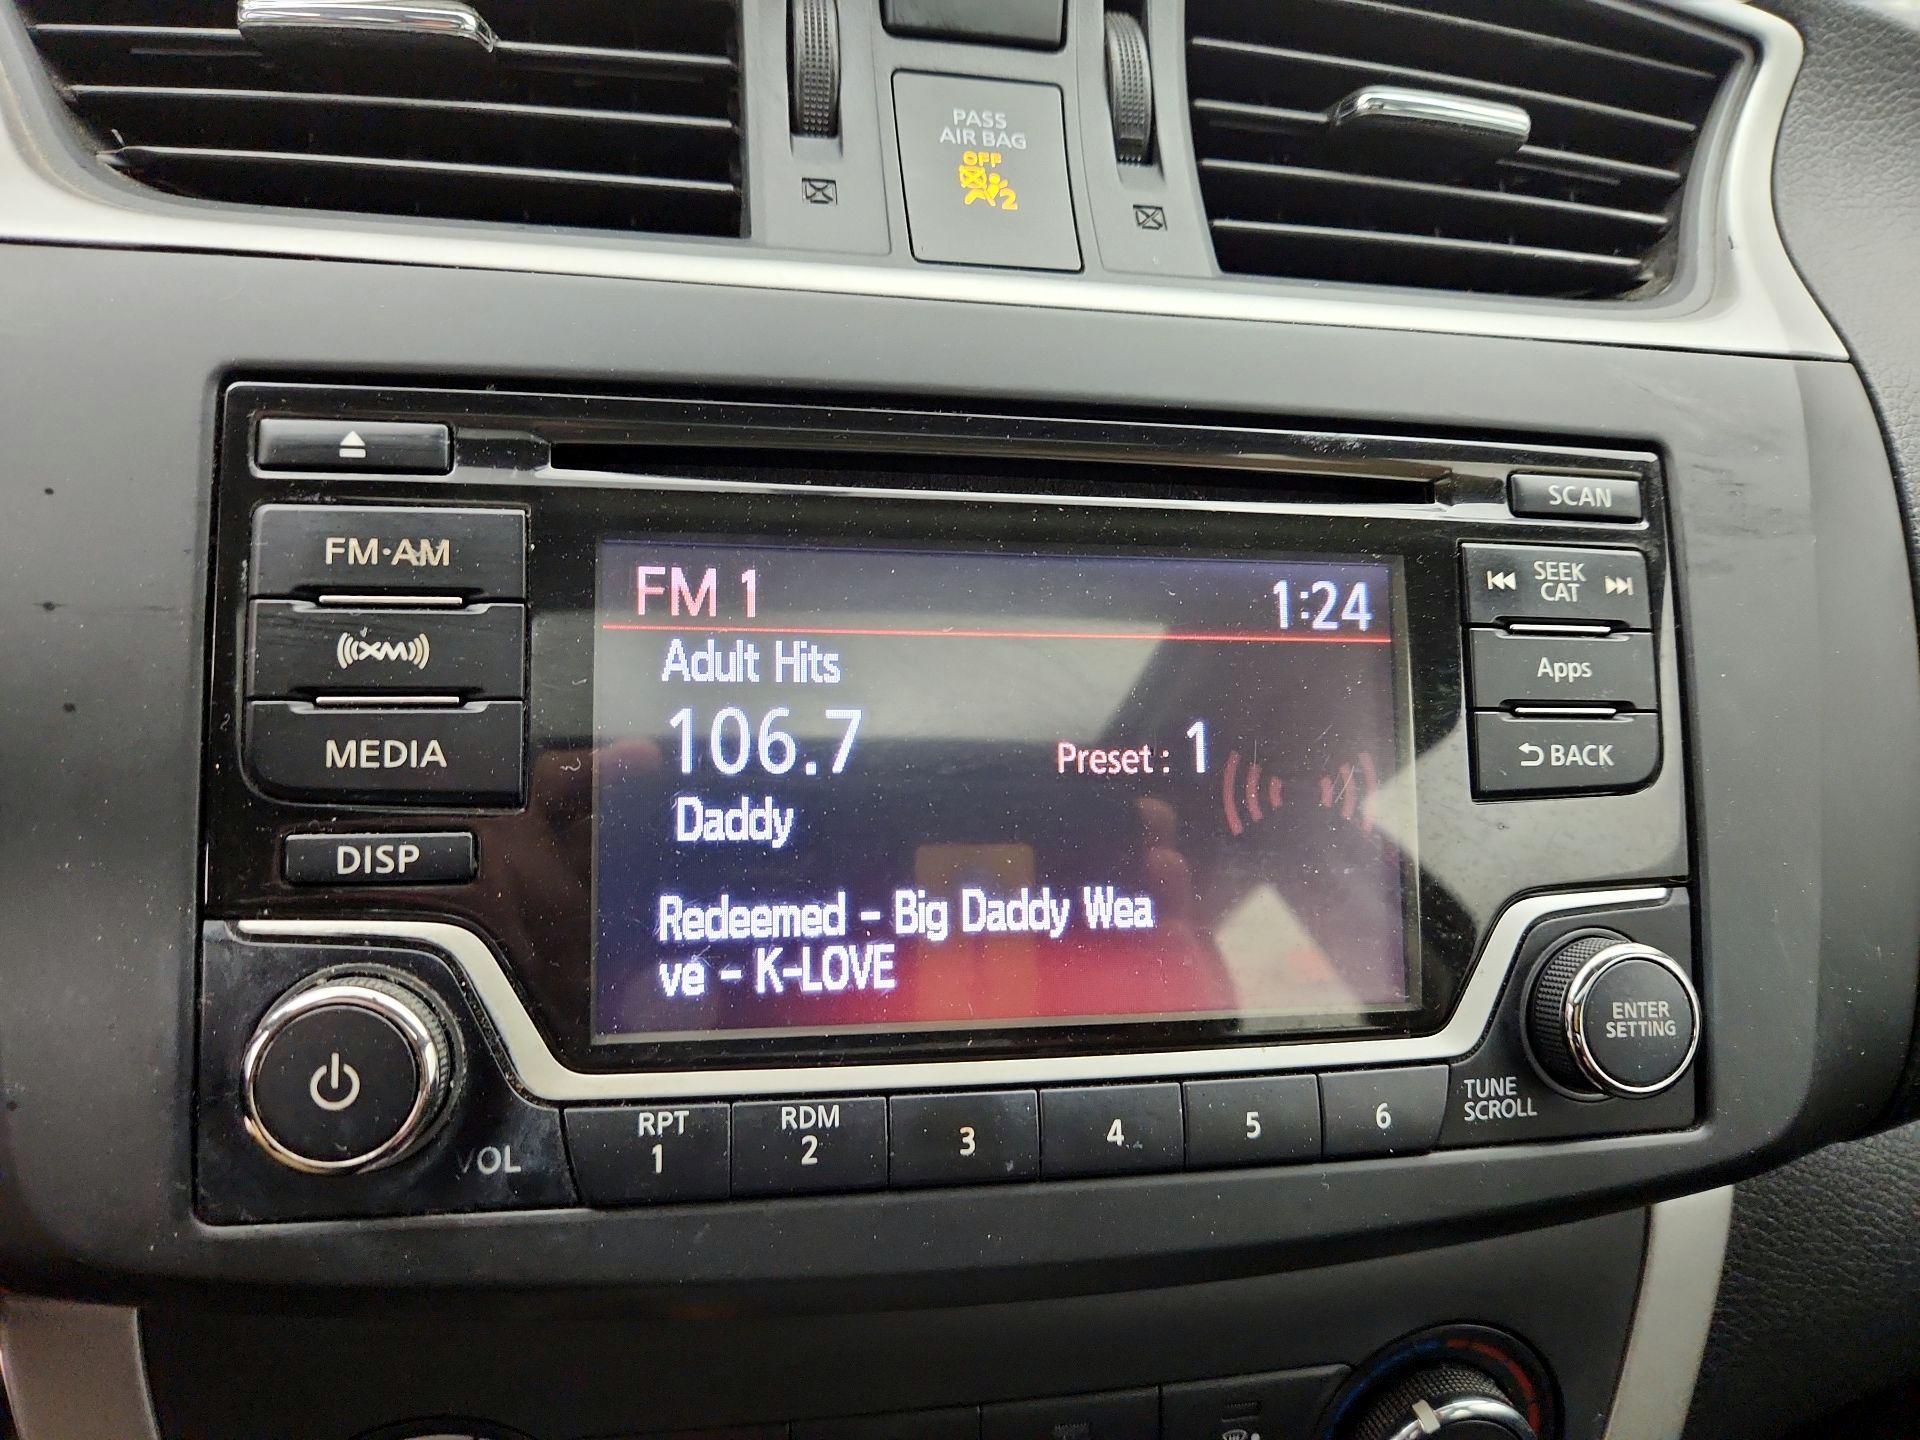 PASS
AIR BAG
OFF
2
SCAN
FM·AM
SEEK
CAT
FM 1
1:24
Adult Hits
(((XM)))
Apps
106.7
Preset: 1
MEDIA
BACK
Daddy
DISP
Redeemed - Big Daddy Wea
ve - K-LOVE
ENTER
SETTING
TUNE
SCROLL
VOL
RPT
1
RDM
2
3
4
5
6